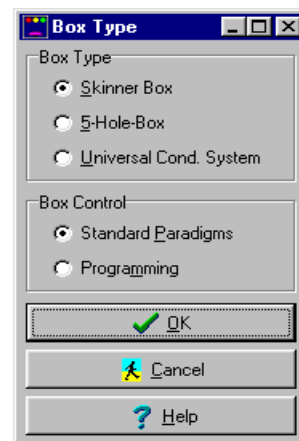 Box Type
Box Type
Skinner Box
5-Hole-Box
Universal Cond. System
Box Control
Standard Paradigms
Programming
OK
Cancel
? Help